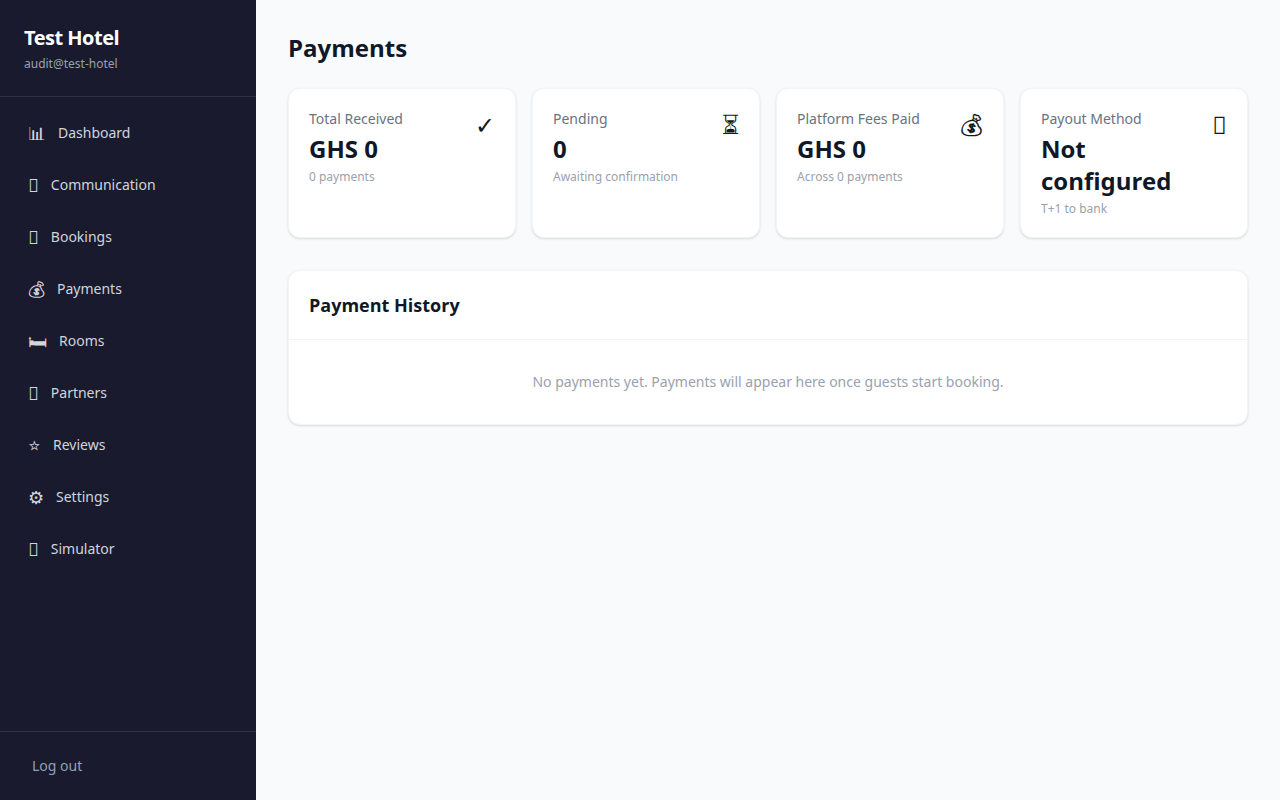 Test Hotel
audit@test-hotel
Dashboard
Communication
Bookings
Payments
Rooms
Partners
Reviews
Settings
Simulator
Log out
Payments
Total Received
GHS 0
0 payments
Pending
0
Awaiting confirmation
Platform Fees Paid
GHS 0
Across 0 payments
Payout Method
Not
configured
T+1 to bank
Payment History
No payments yet. Payments will appear here once guests start booking.